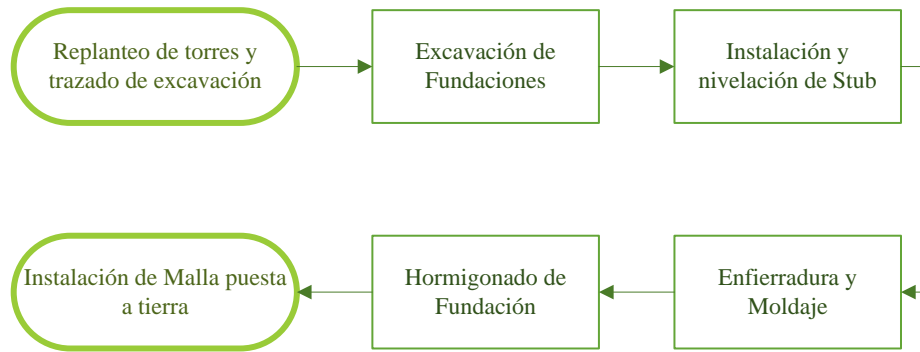 Replanteo de torres y
trazado de excavación
Excavación de
Fundaciones
Instalación y
nivelación de Stub
Instalación de Malla puesta
a tierra
Hormigonado de
Fundación
Enfierradura y
Moldaje